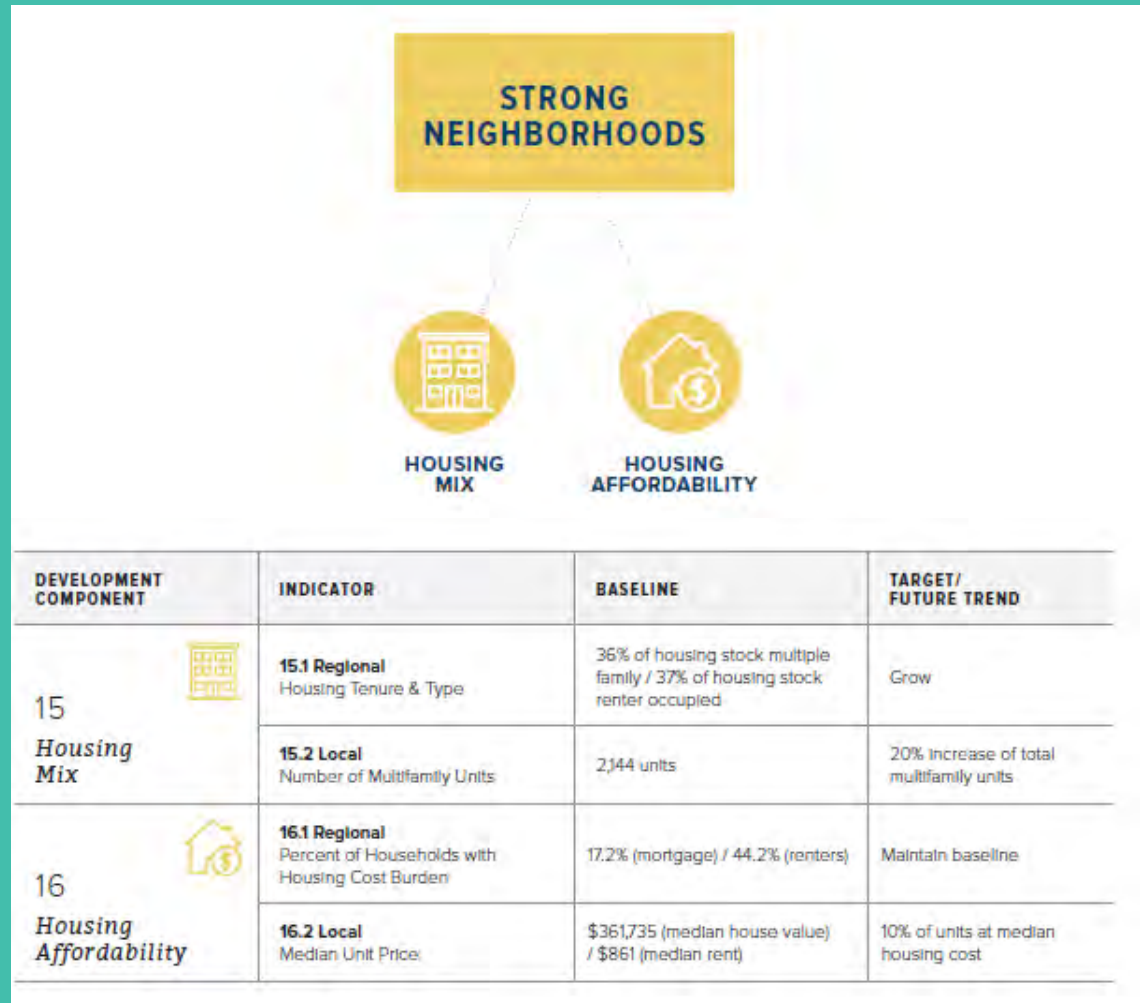 STRONG
NEIGHBORHOODS
HOUSING
MIX
HOUSING
AFFORDABILITY
DEVELOPMENT
COMPONENT
INDICATOR
BASELINE
TARGET/
FUTURE TREND
15
Housing
Mix
15.1 Regional
Housing Tenure & Type
36% of housing stock multiple
family / 37% of housing stock
renter occupied
Grow
15.2 Local
Number of Multifamily Units
2,144 units
20% increase of total
multifamily units
16
Housing
Affordability
16.1 Regional
Percent of Households with
Housing Cost Burden
17.2% (mortgage) / 44.2% (renters)
Maintain baseline
16.2 Local
Median Unit Price
$361,735 (median house value)
/ $861 (median rent)
10% of units at median
housing cost